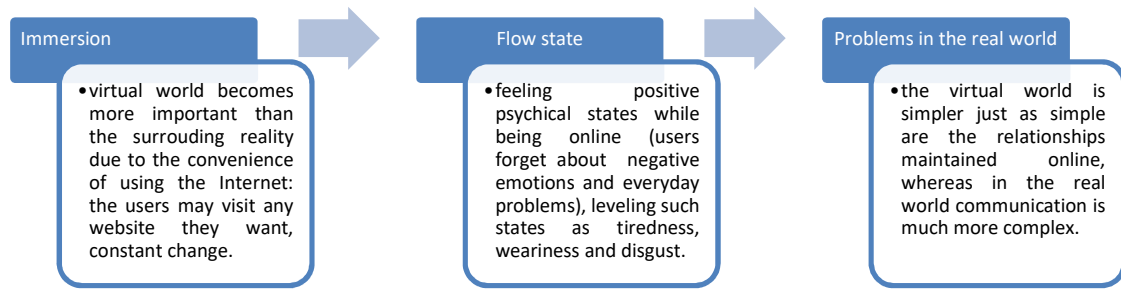 Immersion
•virtual world becomes
more important than
the surrouding reality
due to the convenience
of using the Internet:
the users may visit any
website they want,
constant change.
Flow state
•feeling positive
psychical states while
being online (users
forget about negative
emotions and everyday
problems), leveling such
states as tiredness,
weariness and disgust.
Problems in the real world
•the virtual world is
simpler just as simple
are the relationships
maintained online,
whereas in the real
world communication is
much more complex.